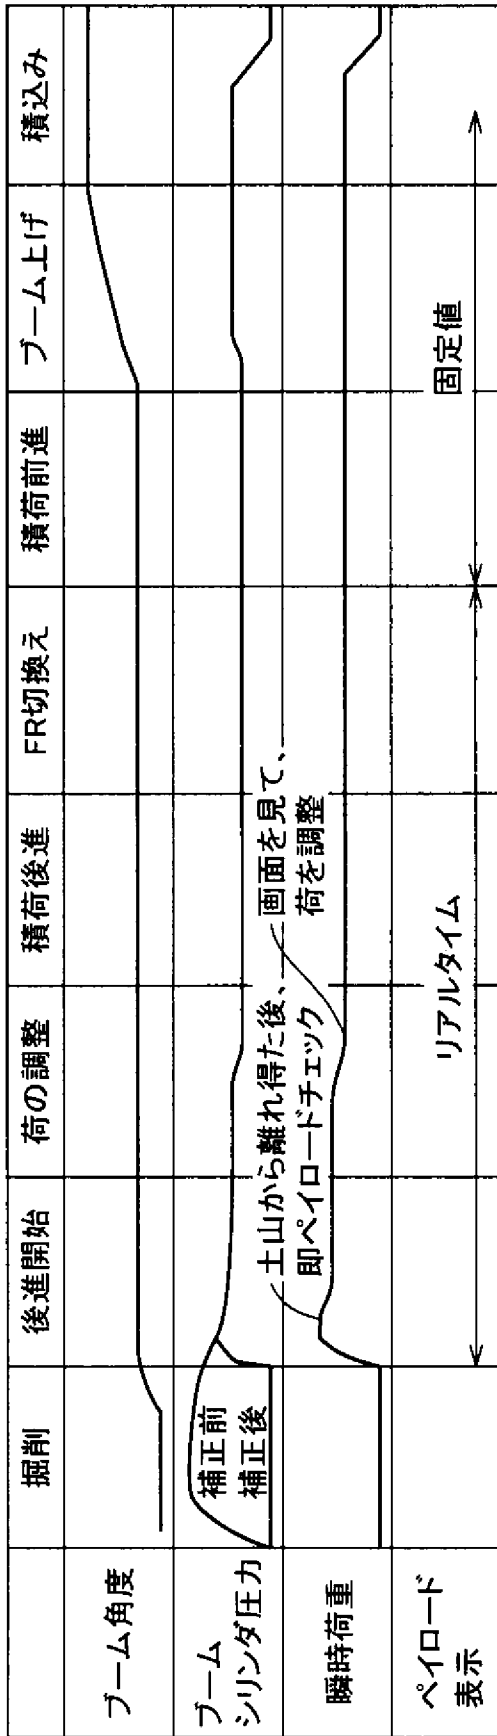 掘削
後進開始
荷の調整
積荷後進
FR切換え
積荷前進
ブーム上げ
積込み
ブーム角度
ブーム
シリンダ圧力
補正前
補正後
瞬時荷重
土山から離れ得た後、
即ペイロードチェック
画面を見て、
荷を調整
ペイロード
表示
リアルタイム
固定値